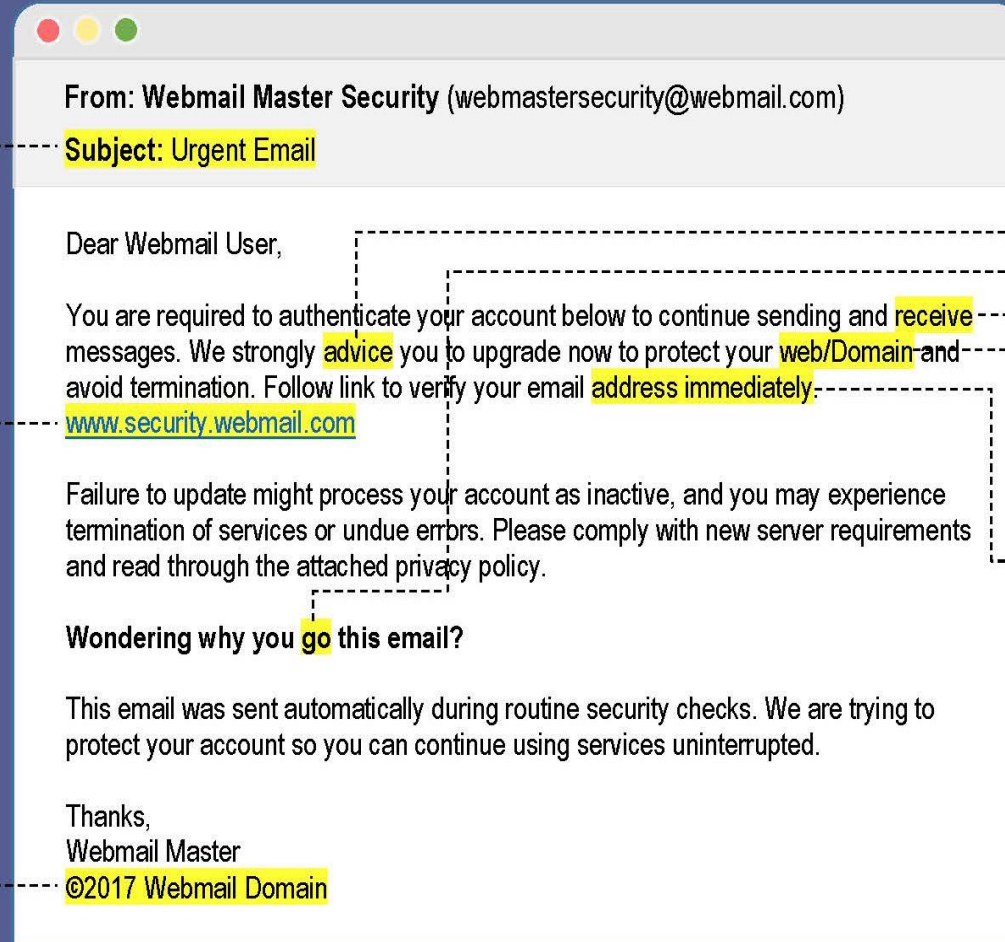 From: Webmail Master Security (webmastersecurity@webmail.com)
Subject: Urgent Email
Dear Webmail User,
You are required to authenticate your account below to continue sending and receive
messages. We strongly advice you to upgrade now to protect your web/Domain and
avoid termination. Follow link to verify your email address immediately.
www.security.webmail.com
Failure to update might process your account as inactive, and you may experience
termination of services or undue errors. Please comply with new server requirements
and read through the attached privacy policy.
Wondering why you go this email?
This email was sent automatically during routine security checks. We are trying to
protect your account so you can continue using services uninterrupted.
Thanks,
Webmail Master
©2017 Webmail Domain